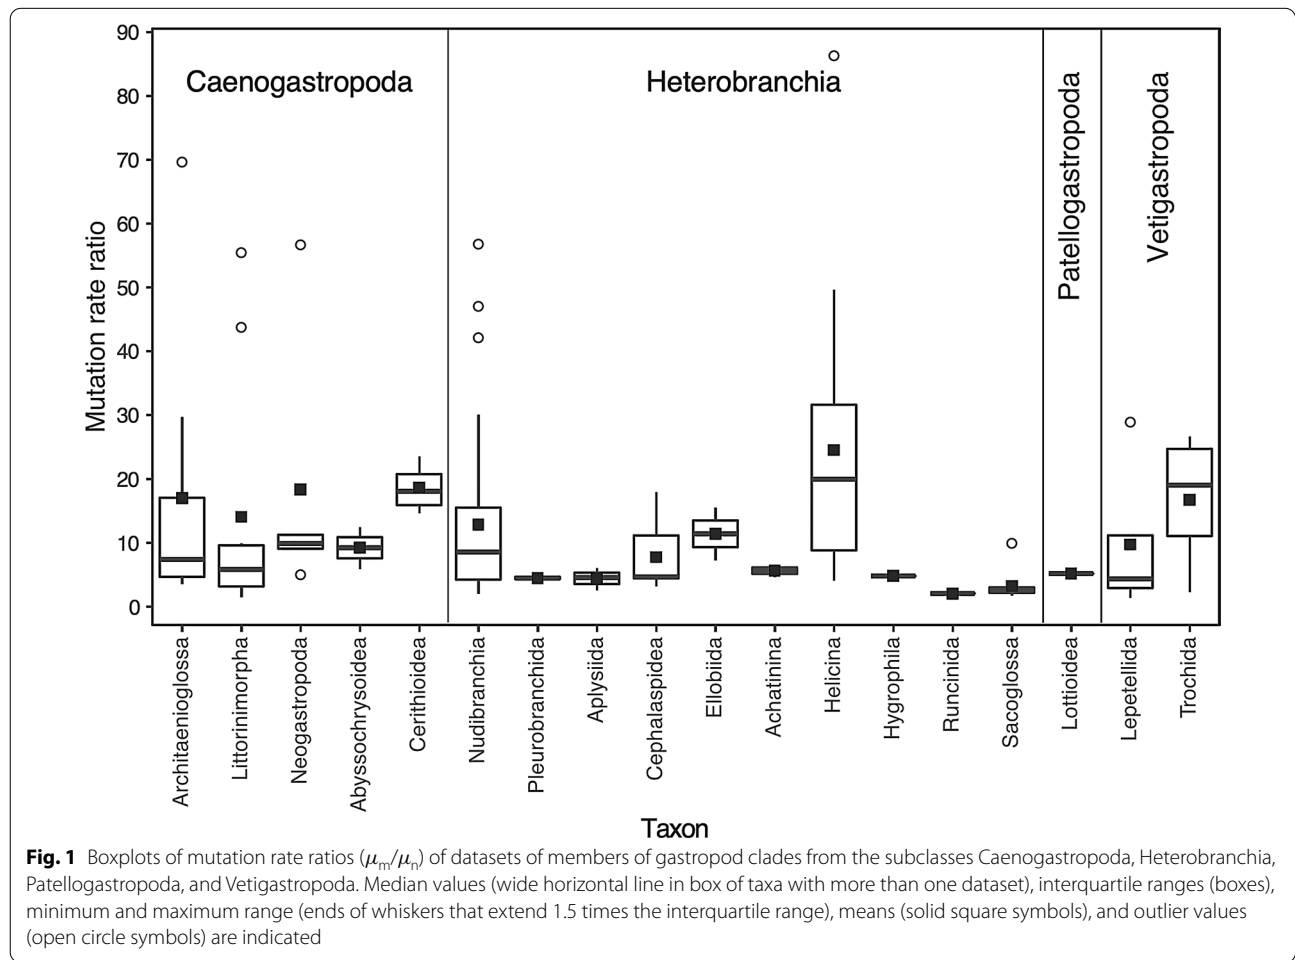 90
80
70
60
50
40
30
20
10
0
Mutation rate ratio
Caenogastropoda
Heterobranchia
Patellogastropoda
Vetigastropoda
Architaenioglossa
Littorinimorpha
Neogastropoda
Abyssochrysoidea
Cerithioidea
Nudibranchia
Pleurobranchida
Aplysiida
Cephalaspidea
Ellobiida
Achatinina
Helicina
Hygrophila
Runcinida
Sacoglossa
Lottioidea
Lepetellida
Trochida
Taxon
Fig. 1 Boxplots of mutation rate ratios (μm/μn) of datasets of members of gastropod clades from the subclasses Caenogastropoda, Heterobranchia,
Patellogastropoda, and Vetigastropoda. Median values (wide horizontal line in box of taxa with more than one dataset), interquartile ranges (boxes),
minimum and maximum range (ends of whiskers that extend 1.5 times the interquartile range), means (solid square symbols), and outlier values
(open circle symbols) are indicated